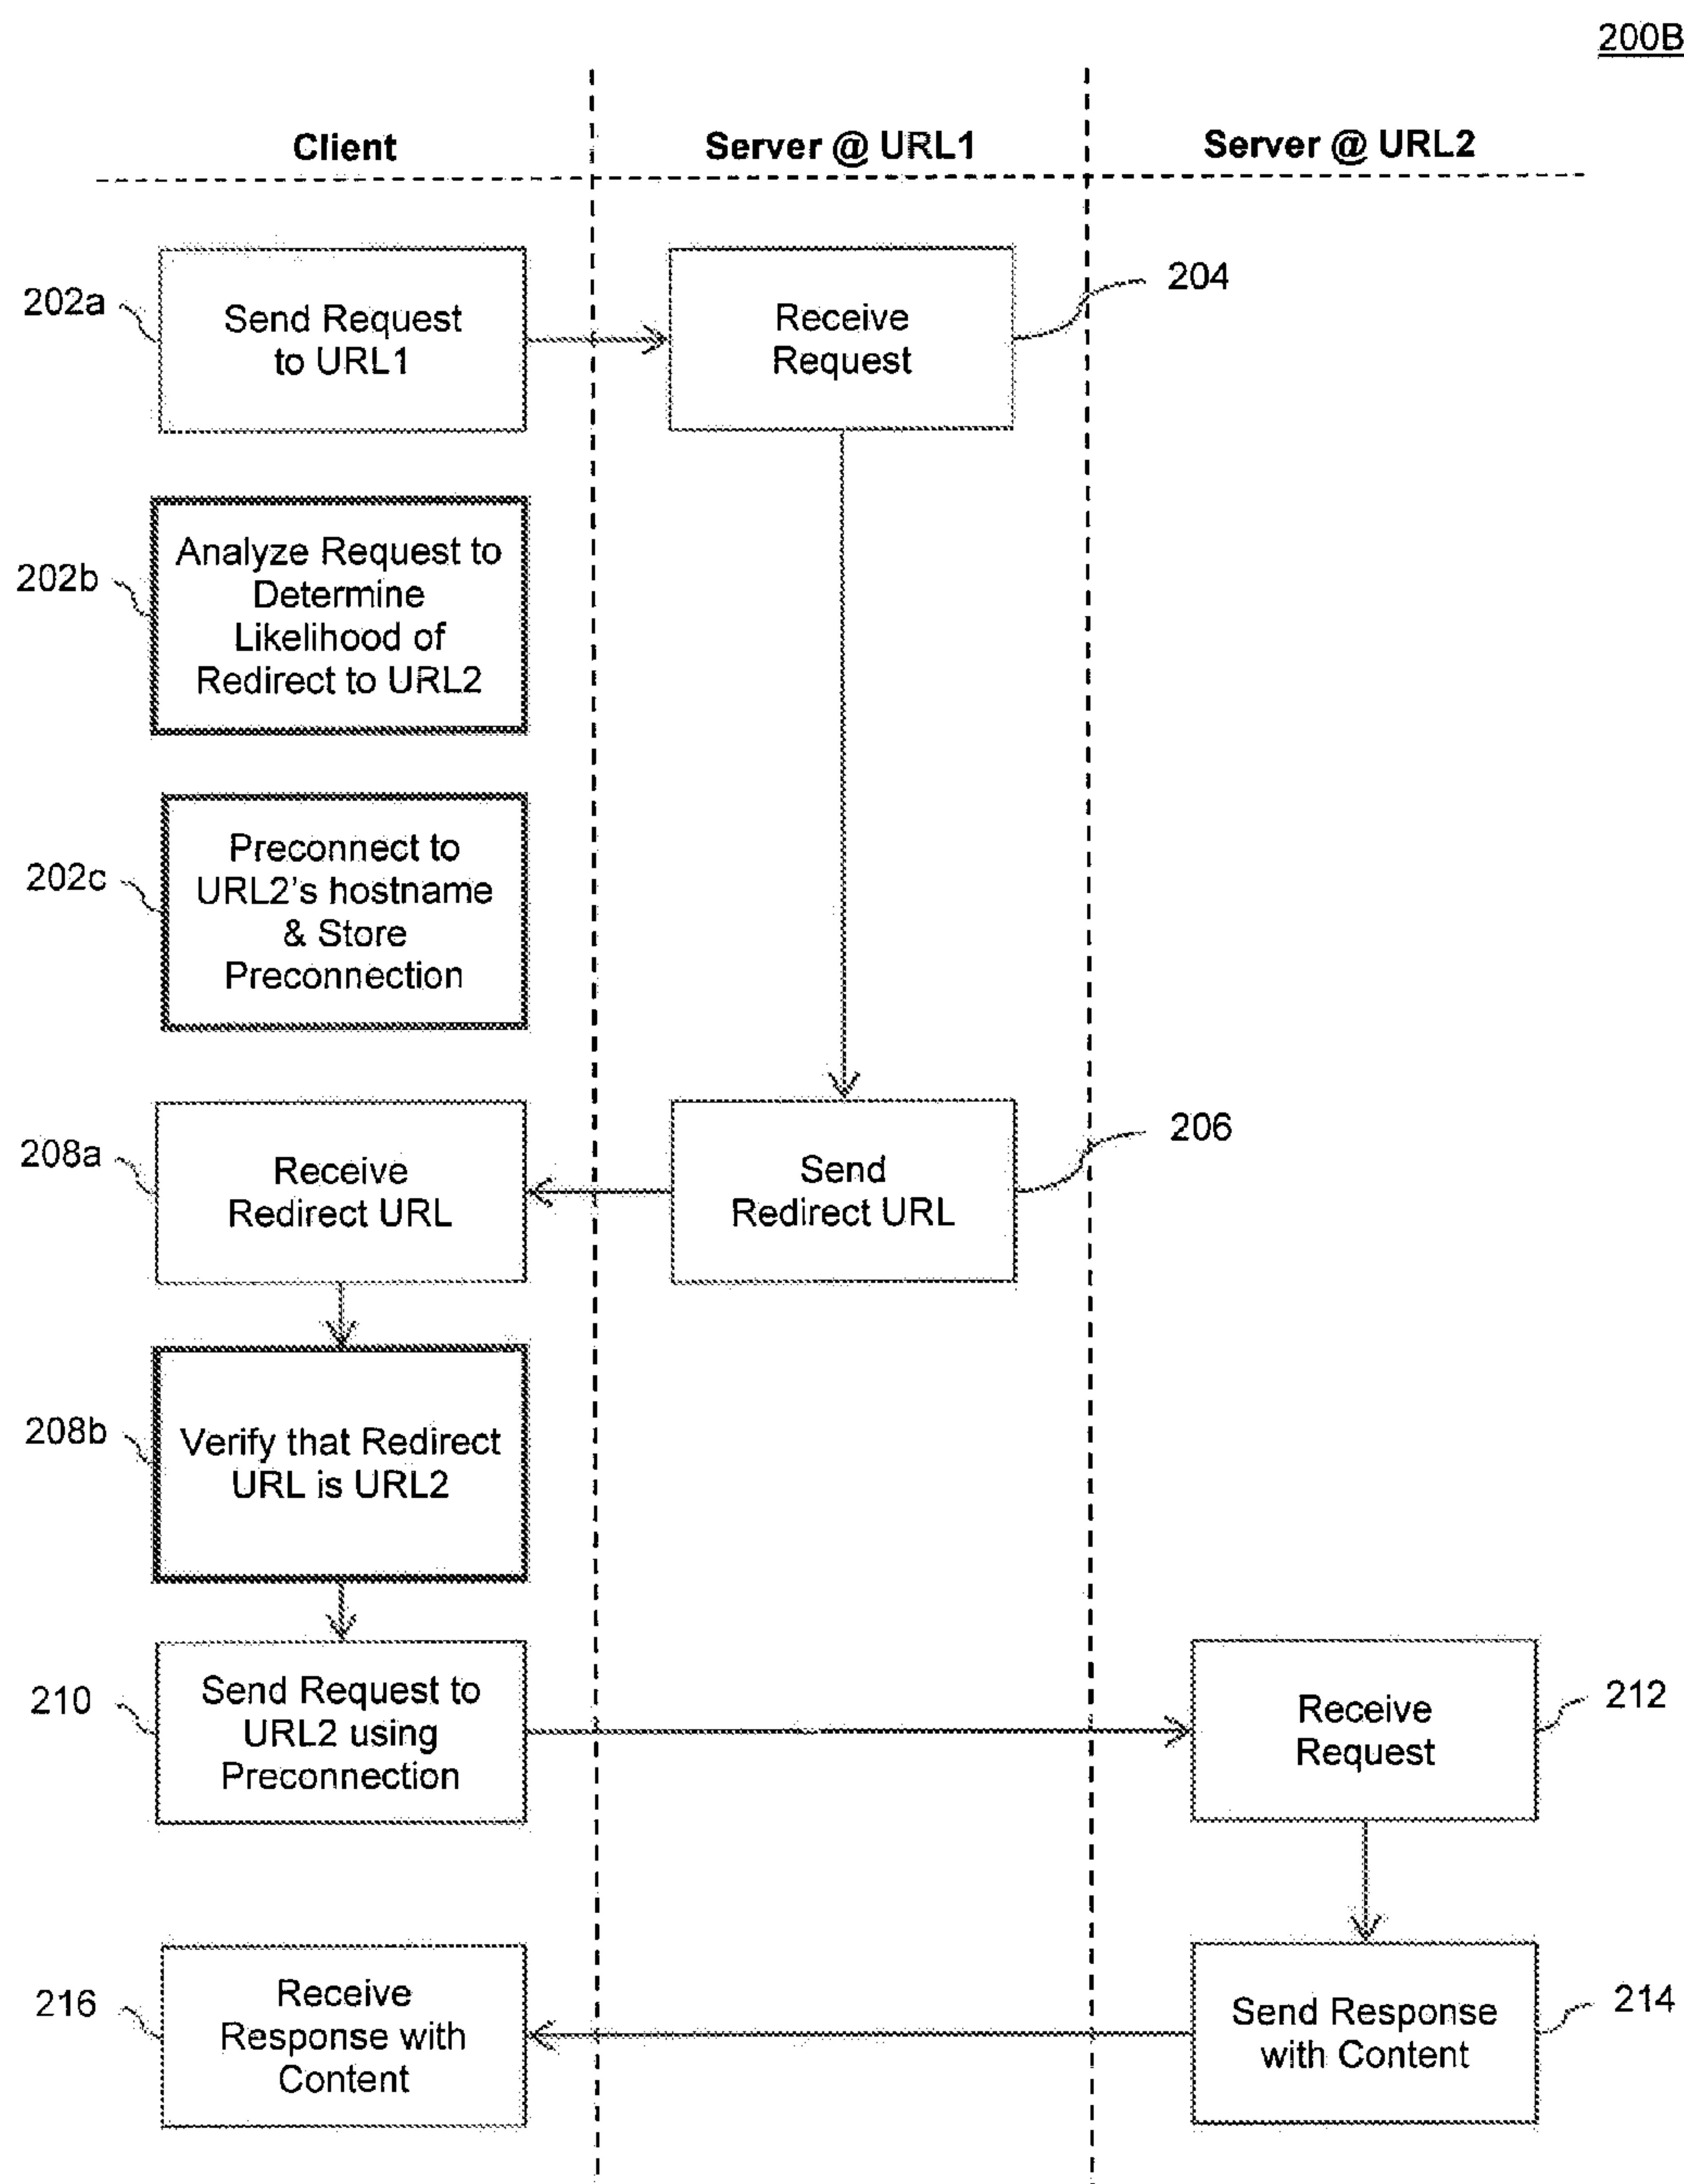 200B
Client
Server @ URL1
Server @ URL2
202a
Send Request
to URL1
Receive
Request
204
202b
Analyze Request to
Determine
Likelihood of
Redirect to URL2
202c
Preconnect to
URL2's hostname
& Store
Preconnection
208a
Receive
Redirect URL
Send
Redirect URL
206
208b
Verify that Redirect
URL is URL2
210
Send Request to
URL2 using
Preconnection
Receive
Request
212
216
Receive
Response with
Content
Send Response
with Content
214